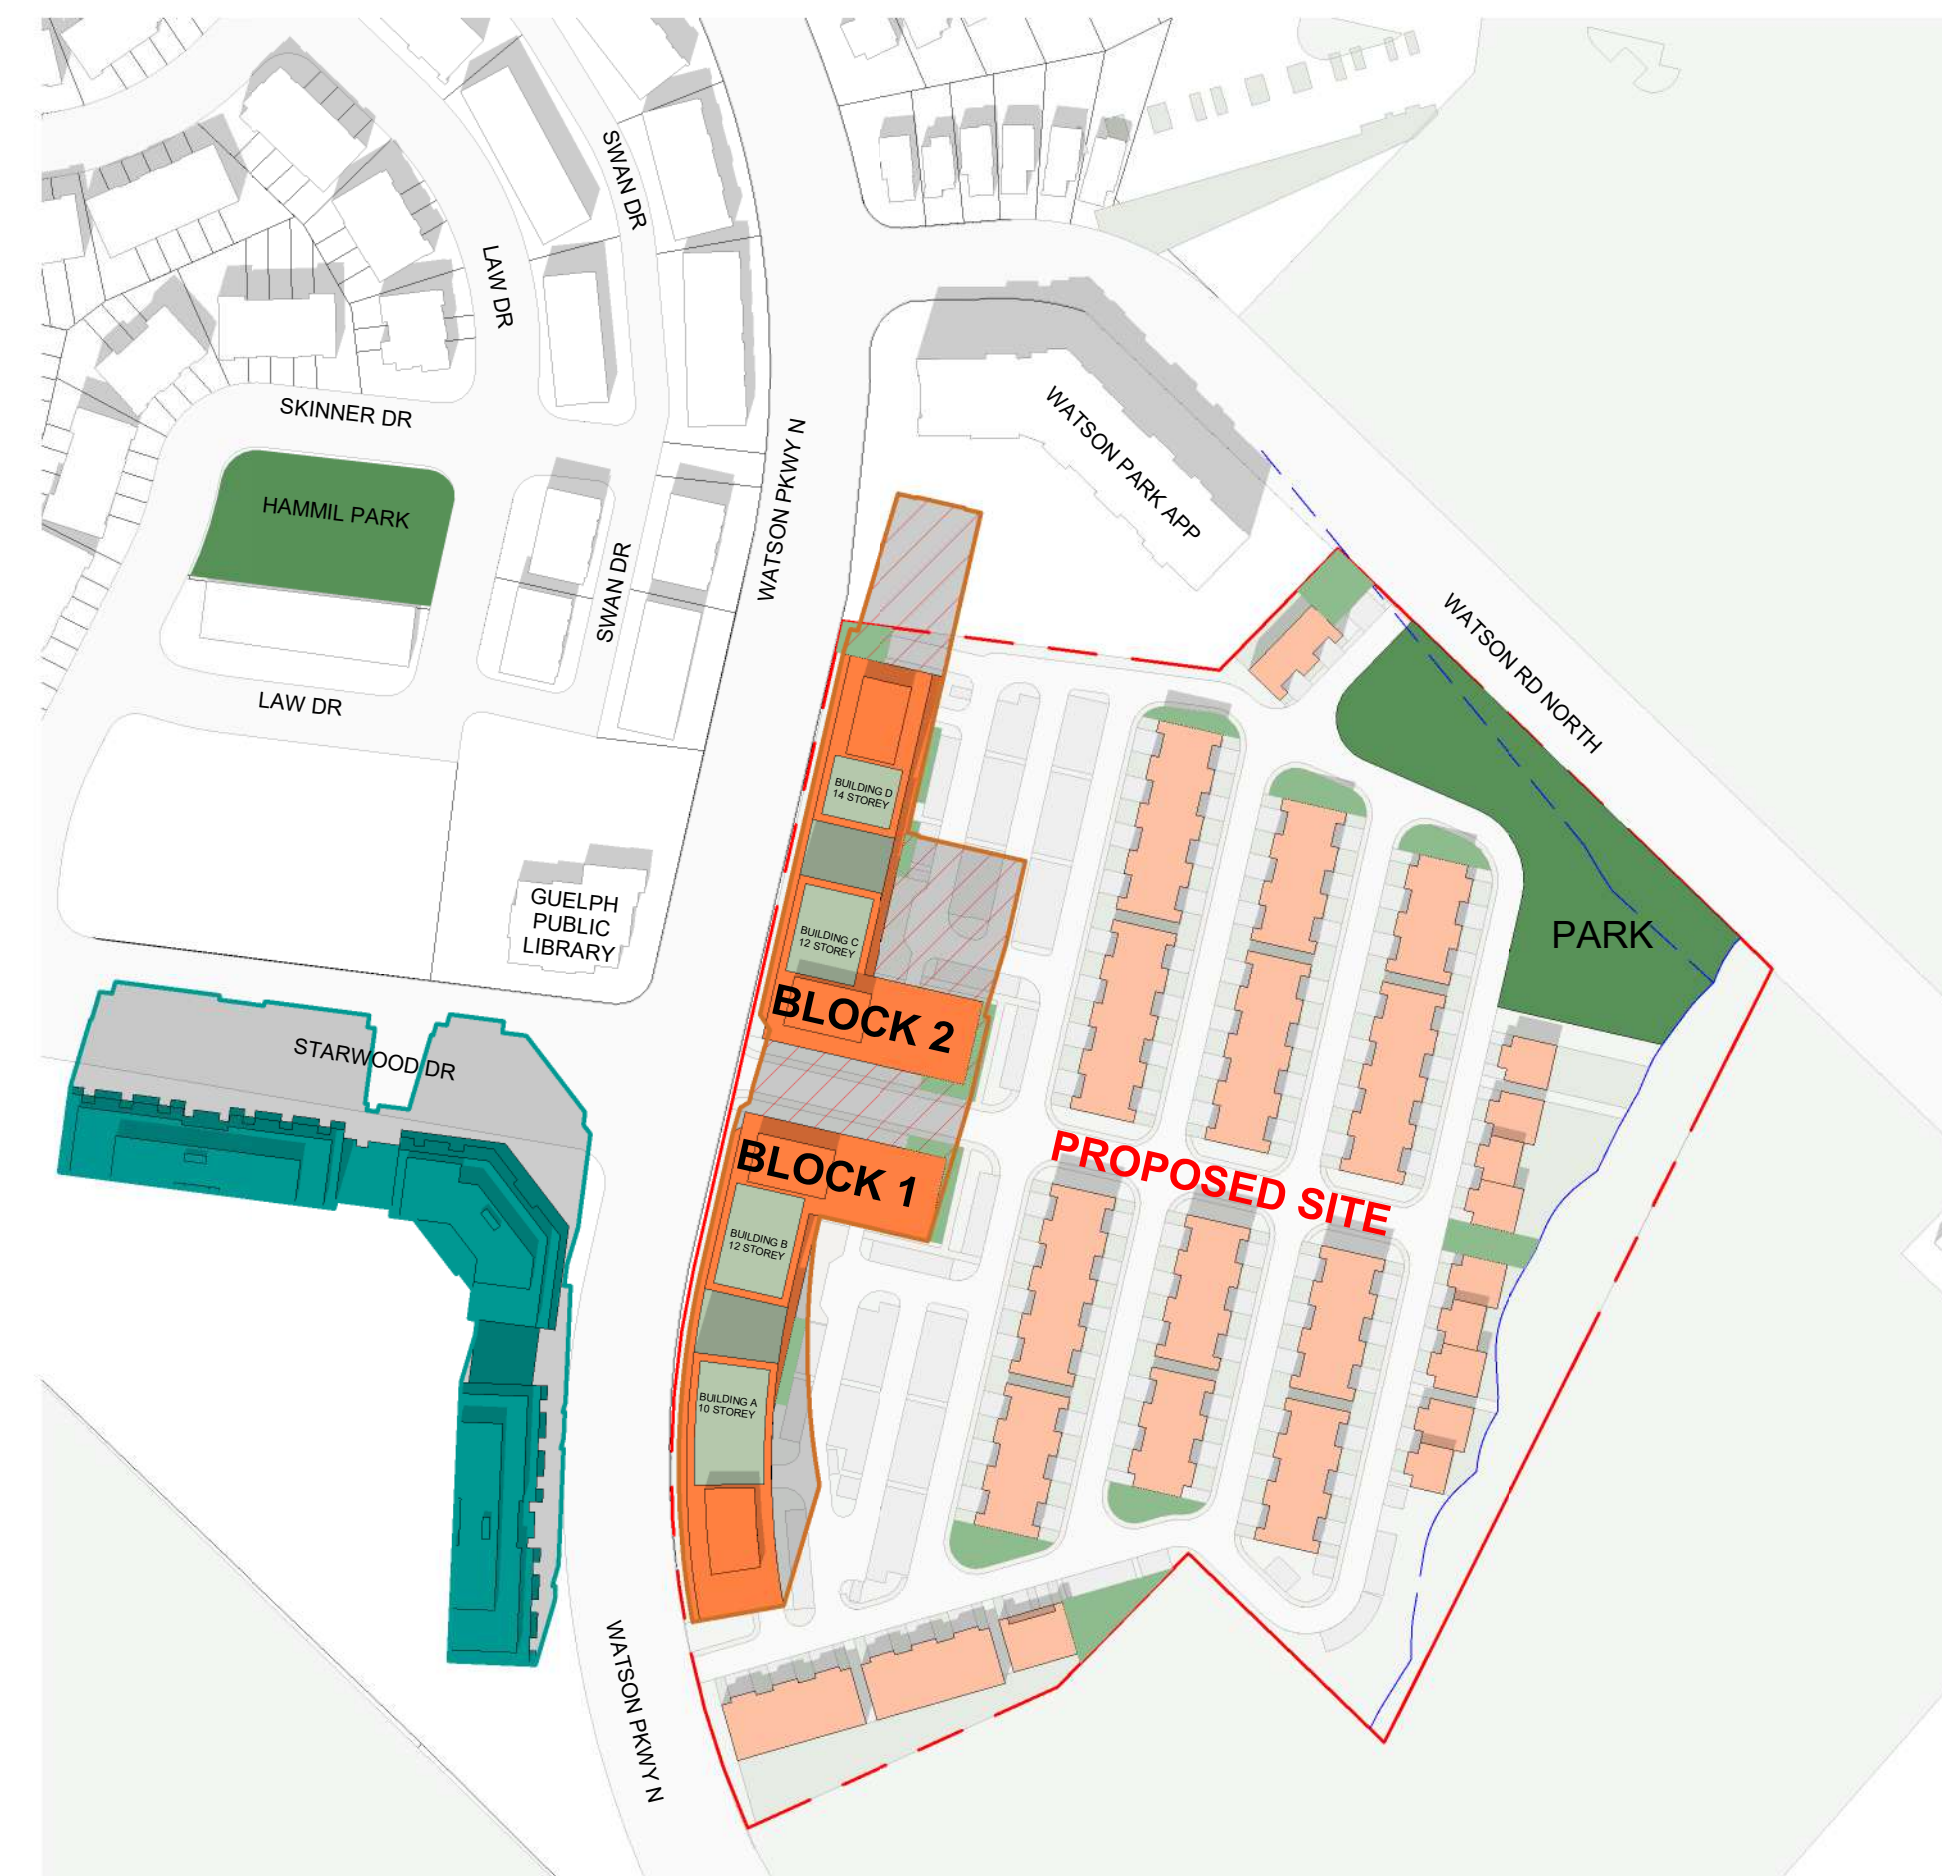 SWAN DR
LAW DR
SKINNER DR
WATSON PARK APP
WATSON PKWY N
HAMMIL PARK
SWAN DR
WATSON RD NORTH
LAW DR
BUILDING D
14 STOREY
GUELPH
PUBLIC
LIBRARY
BUILDING C
12 STOREY
PARK
BLOCK 2
STARWOOD DR
BLOCK 1
PROPOSED SITE
BUILDING B
12 STOREY
BUILDING A
10 STOREY
WATSON PKWY N